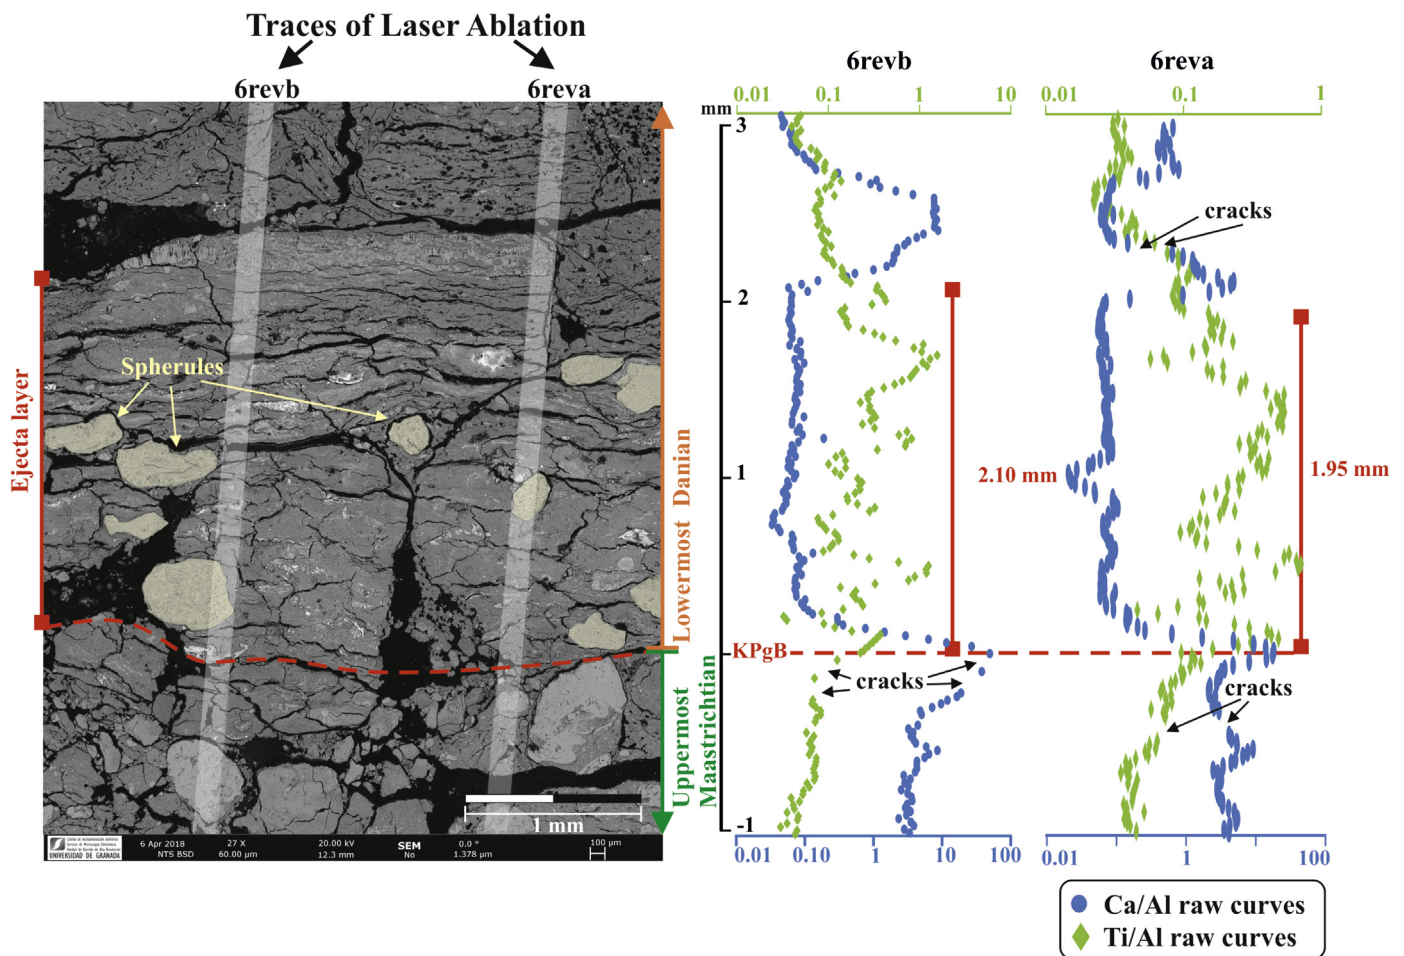 Traces of Laser Ablation
6revb
6reva
Ejecta layer
Spherules
Lowermost Danian
Uppermost
Maastrichtian
1 mm
UNIVERSIDAD DE GRANADA
6 Apr 2018
NTS BSD
27 X
60.00 µm
20.00 kV
12.3 mm
SEM
No
0.0 °
1.378 µm
100 µm
6revb
6reva
0.01 0.1 1 10
0.01 0.1 1
mm
3
2
1
-1
cracks
2.10 mm
1.95 mm
KPgB
cracks
cracks
0.01 0.10 1 10 100
0.01 1 100
Ca/Al raw curves
Ti/Al raw curves